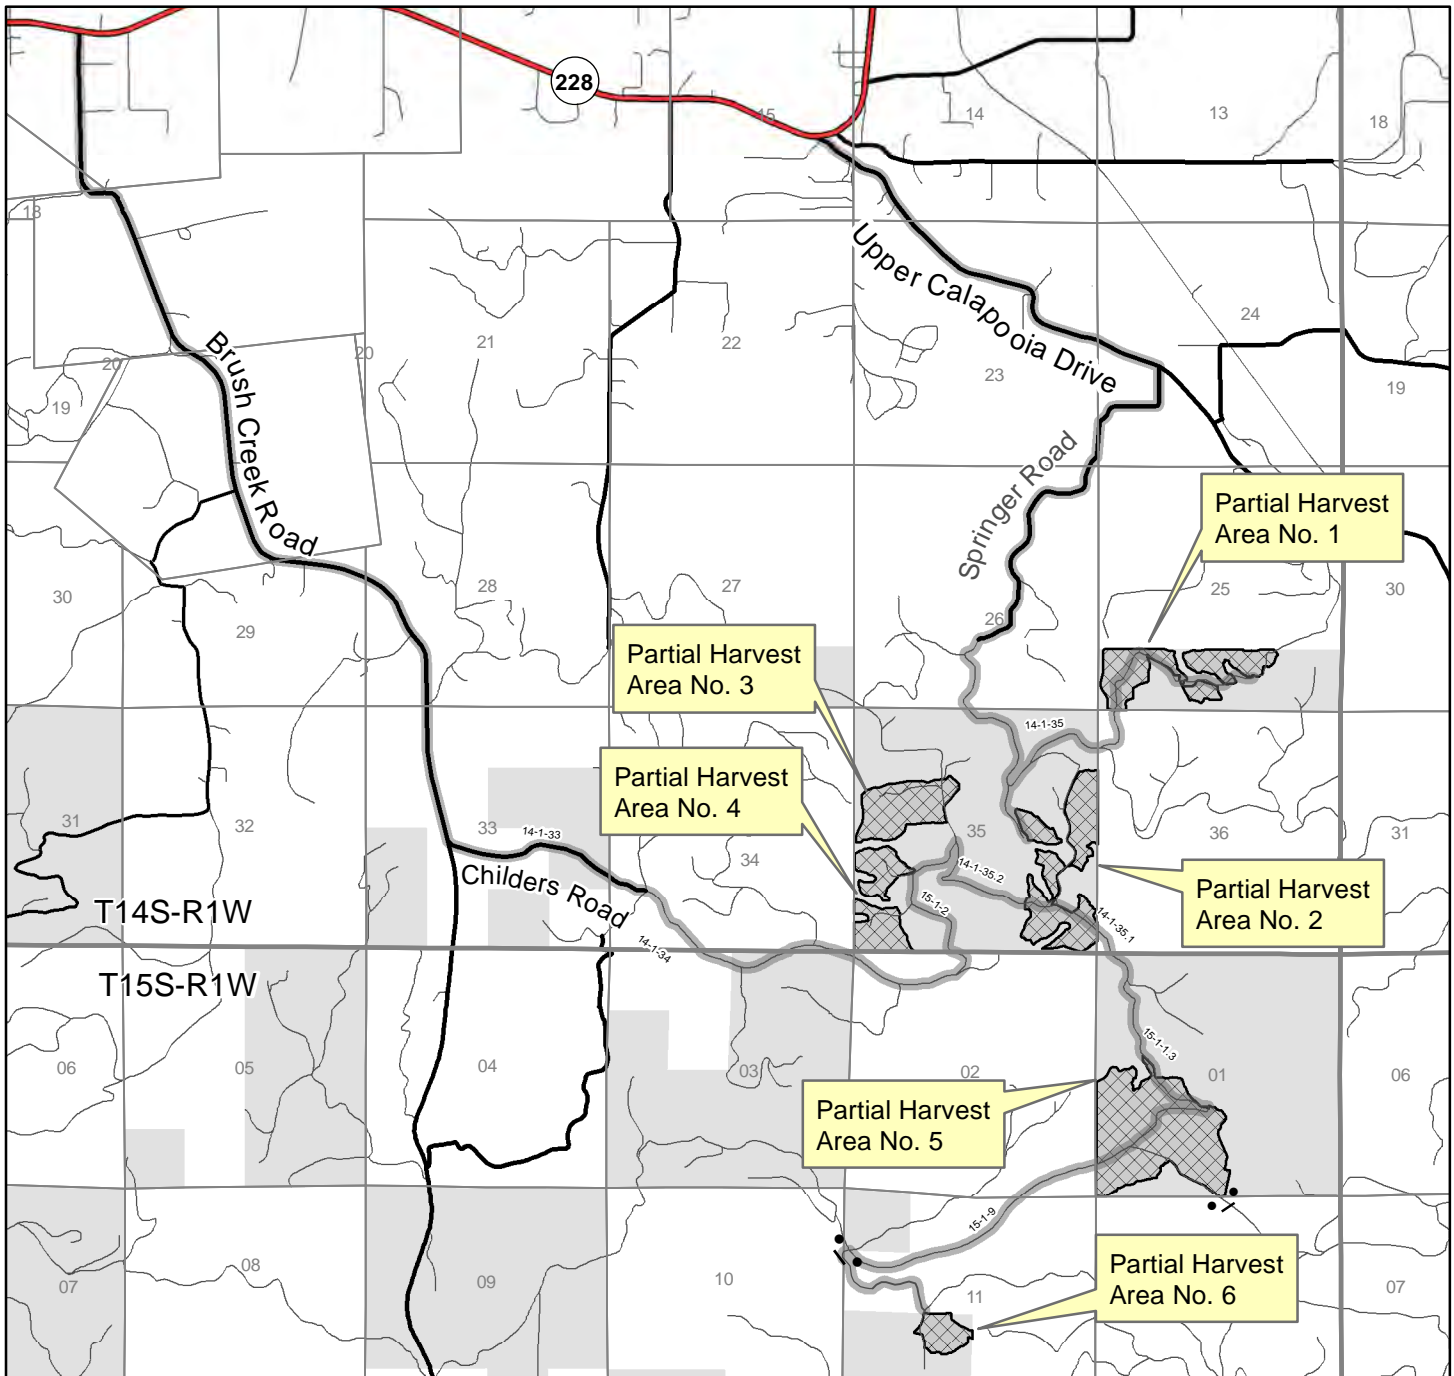 228
15
14
13
18
18
Upper Calapooia Drive
24
20
20
21
22
23
19
19
Brush Creek Road
Springer Road
Partial Harvest
Area No. 1
30
29
28
27
26
25
30
Partial Harvest
Area No. 3
14-1-35
Partial Harvest
Area No. 4
31
32
33
14-1-33
34
35
36
31
Childers Road
14-1-35.2
15-1-2
14-1-35.1
Partial Harvest
Area No. 2
T14S-R1W
14-1-34
T15S-R1W
15-1-1.3
06
05
04
03
02
01
06
Partial Harvest
Area No. 5
15-1-9
07
08
09
10
11
07
Partial Harvest
Area No. 6